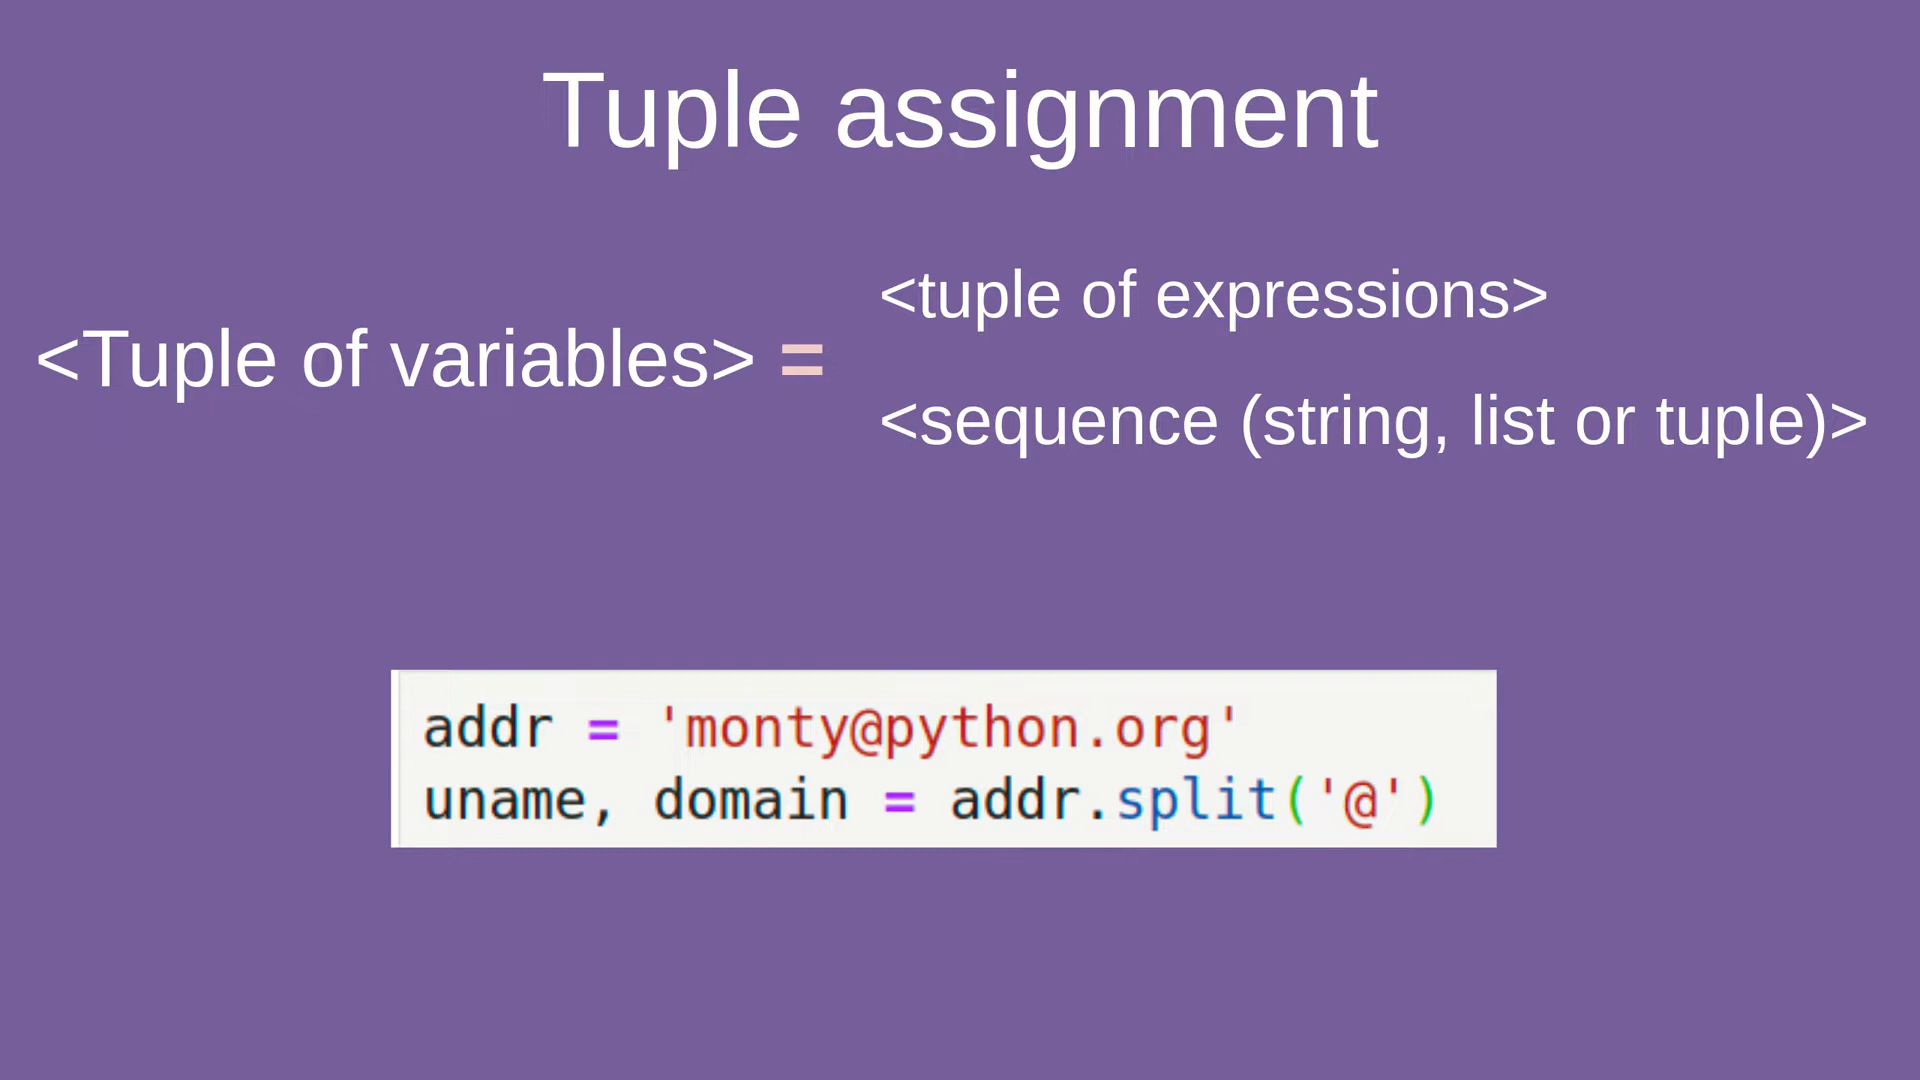 Tuple assignment
<tuple of expressions>
<Tuple of variables> =
<sequence (string, list or tuple)>
addr = 'monty@python.org'
uname, domain = addr.split('@')